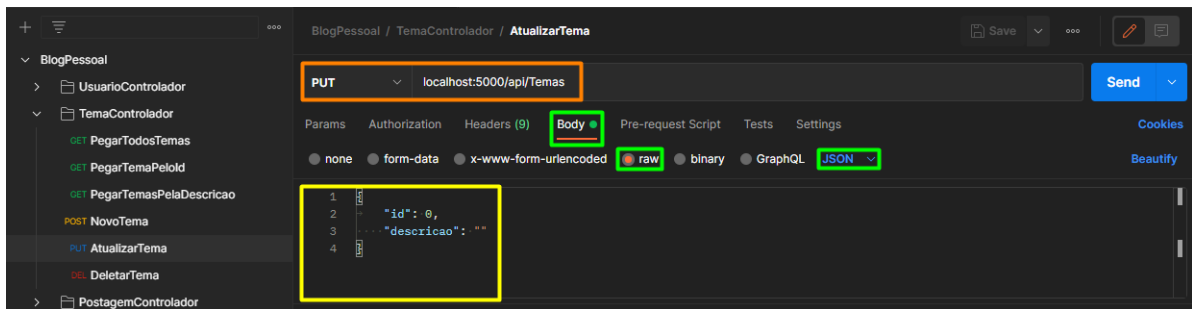 BlogPessoal / TemaControlador / AtualizarTema
Save
BlogPessoal
UsuarioControlador
TemaControlador
GET PegarTodosTemas
GET PegarTemaPeloId
GET PegarTemasPelaDescricao
POST NovoTema
PUT AtualizarTema
DEL DeletarTema
PostagemControlador
PUT localhost:5000/api/Temas Send
Params Authorization Headers (9) Body Pre-request Script Tests Settings Cookies
none form-data x-www-form-urlencoded raw binary GraphQL JSON Beautify
1 {
2 "id": 0,
3 "descricao": ""
4 }